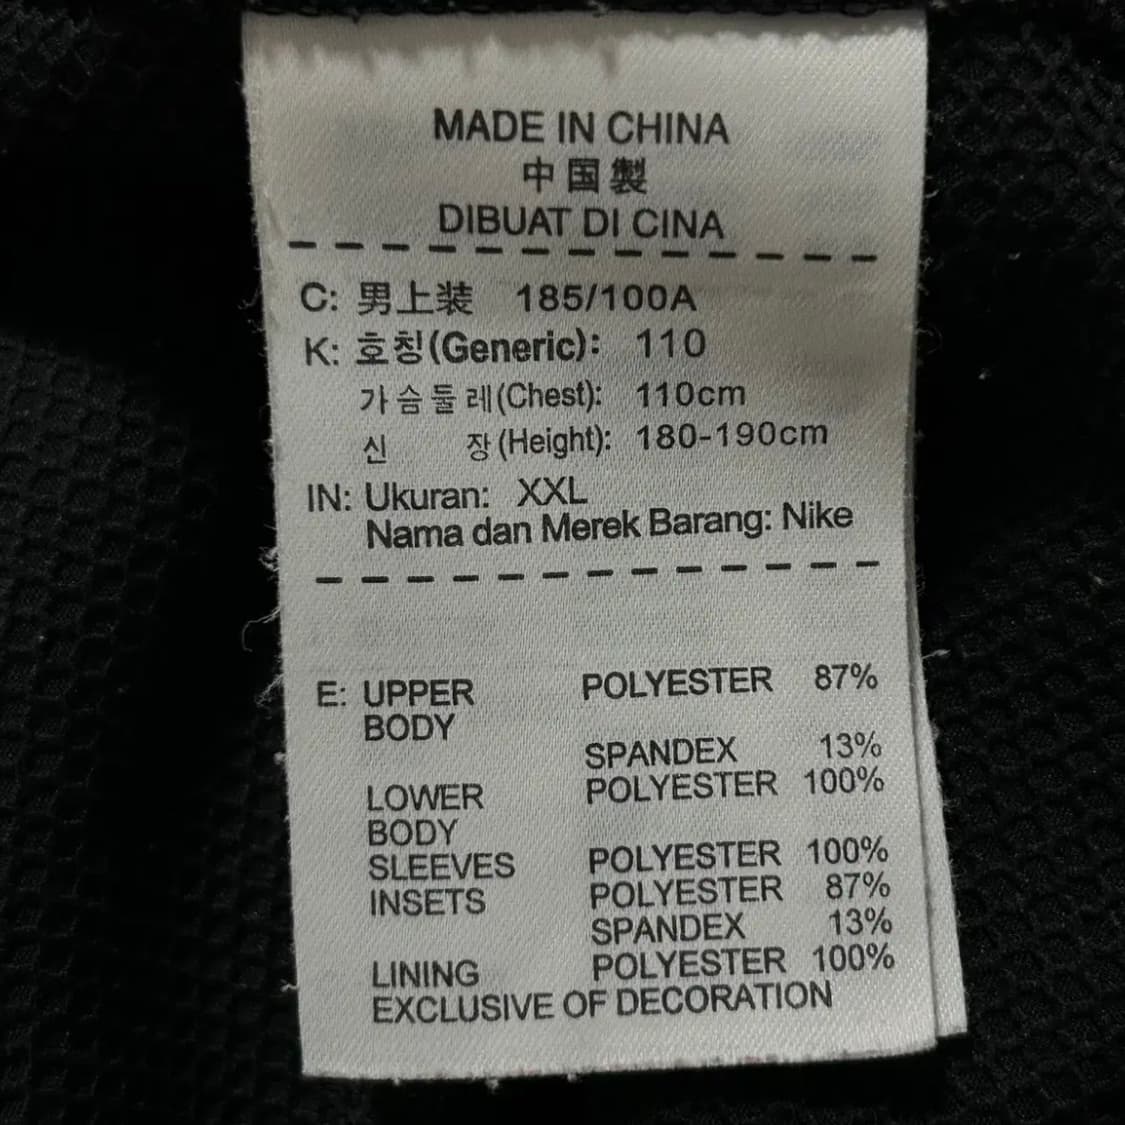 MADE IN CHINA
中国製
DIBUAT DI CINA
C: 男上装 185/100A
K: 호칭(Generic): 110
가슴둘레(Chest): 110cm
신 장(Height): 180-190cm
IN: Ukuran: XXL
Nama dan Merek Barang: Nike
E: UPPER POLYESTER 87%
BODY
SPANDEX 13%
LOWER POLYESTER 100%
BODY
SLEEVES POLYESTER 100%
INSETS POLYESTER 87%
SPANDEX 13%
LINING POLYESTER 100%
EXCLUSIVE OF DECORATION